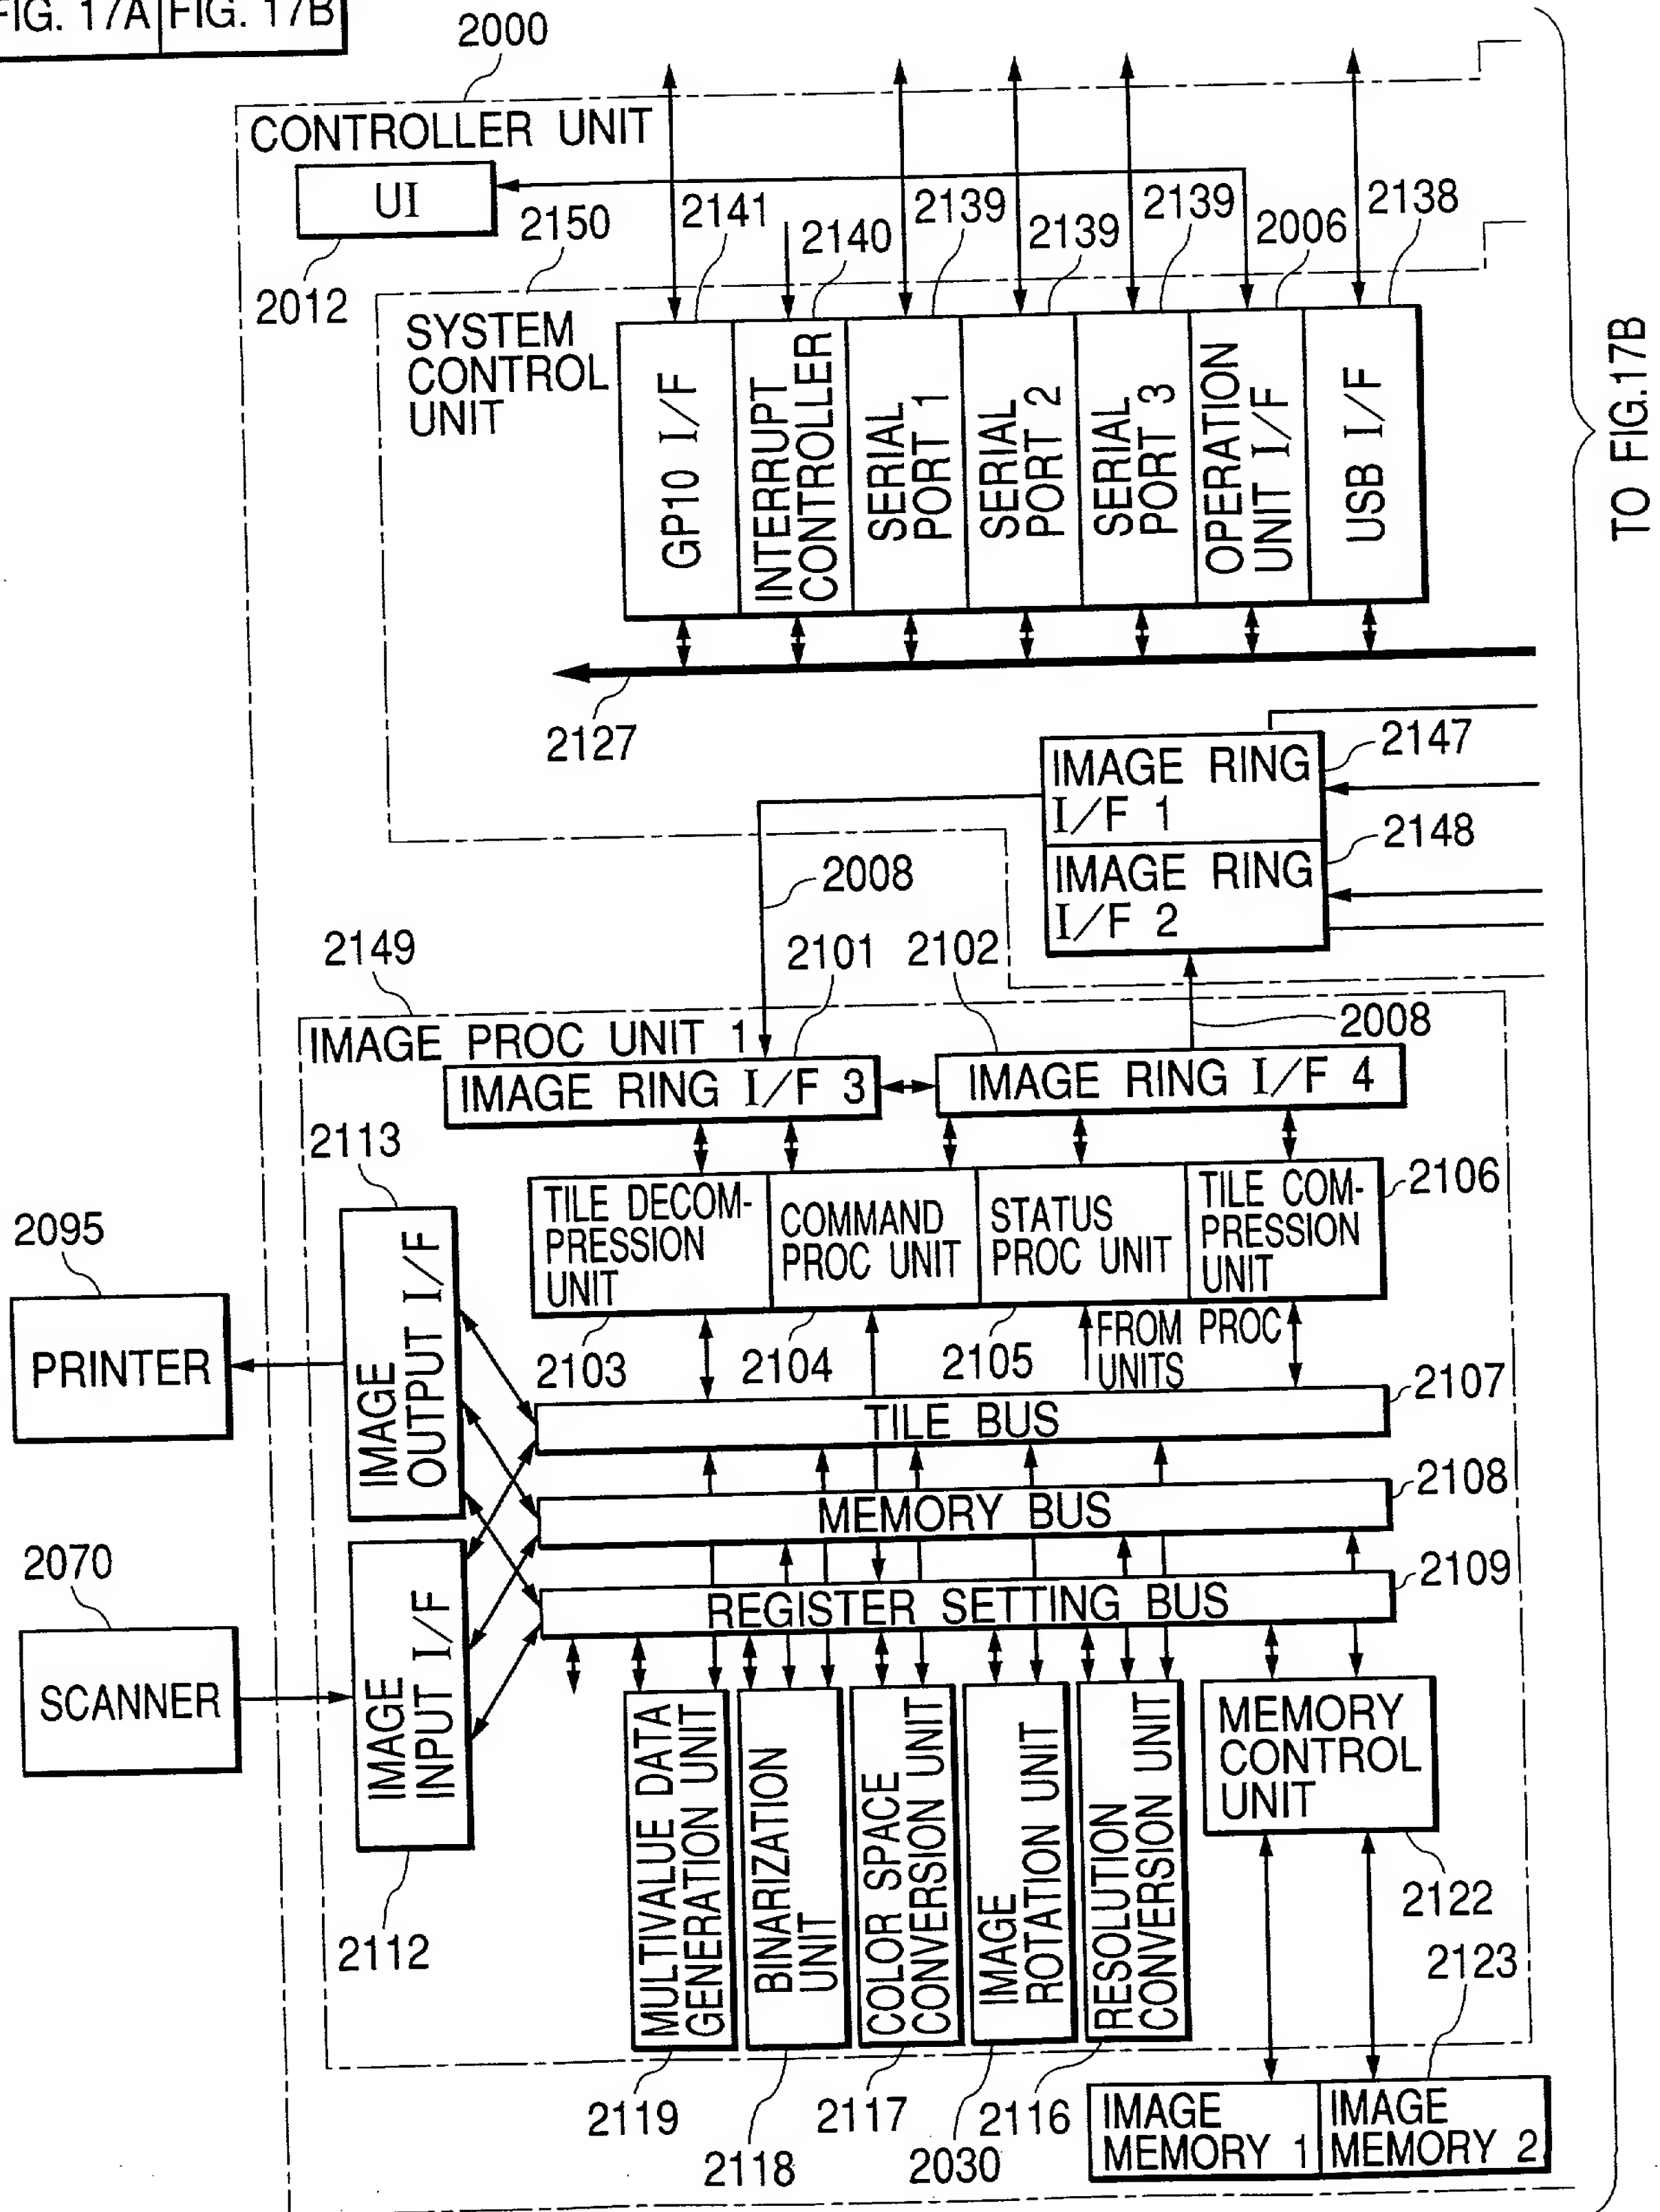 FIG. 17A FIG. 17B
2000
CONTROLLER UNIT
UI
2012
2150
2141
2140
2139
2139
2139
2006
2138
SYSTEM
CONTROL
UNIT
GP10 I/F
INTERRUPT
CONTROLLER
SERIAL
PORT 1
SERIAL
PORT 2
SERIAL
PORT 3
OPERATION
UNIT I/F
USB I/F
TO FIG.17B
2127
IMAGE RING
I/F 1
2147
IMAGE RING
I/F 2
2148
2008
2149
2101
2102
2008
IMAGE PROC UNIT 1
IMAGE RING I/F 3
IMAGE RING I/F 4
2113
TILE DECOM-
PRESSION
UNIT
COMMAND
PROC UNIT
STATUS
PROC UNIT
TILE COM-
PRESSION
UNIT
2106
2095
PRINTER
IMAGE
OUTPUT I/F
2103
2104
2105
FROM PROC
UNITS
2107
TILE BUS
2108
MEMORY BUS
2109
REGISTER SETTING BUS
2070
SCANNER
IMAGE
INPUT I/F
2112
MULTIVALUE DATA
GENERATION UNIT
BINARIZATION
UNIT
COLOR SPACE
CONVERSION UNIT
IMAGE
ROTATION UNIT
RESOLUTION
CONVERSION UNIT
MEMORY
CONTROL
UNIT
2122
2123
2119
2118
2117
2030
2116
IMAGE
MEMORY 1
IMAGE
MEMORY 2